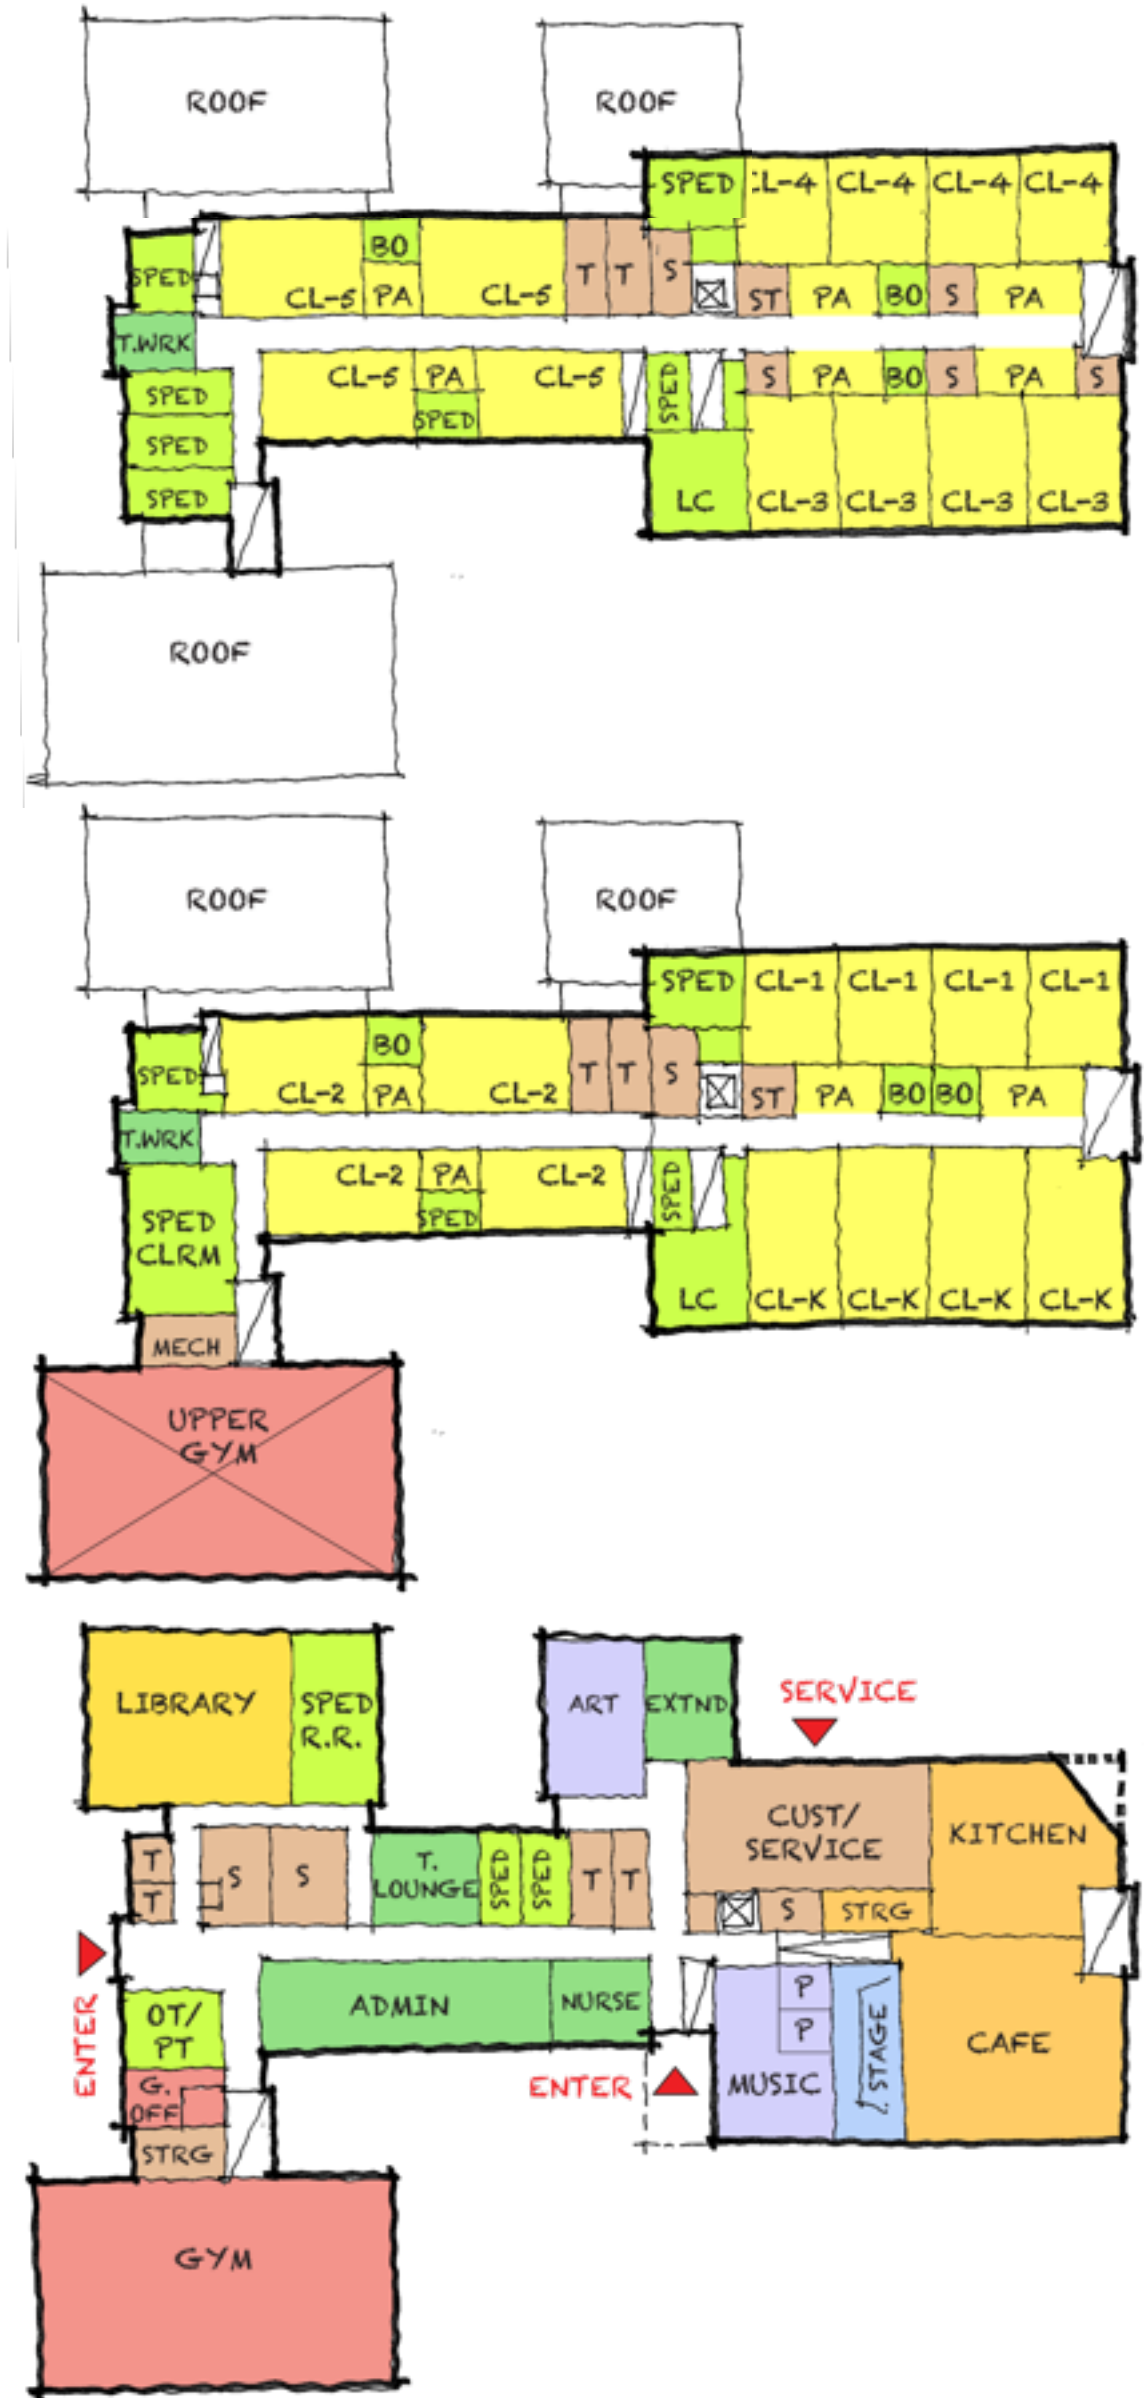 ROOF
ROOF
SPED CL-4 CL-4 CL-4 CL-4
SPED
BO
CL-5 PA CL-5
T T S
ST PA BO S PA
T.WRK
CL-5 PA CL-5
SPED
SPED
S PA BO S PA S
SPED
SPED
SPED
LC CL-3 CL-3 CL-3 CL-3
ROOF
ROOF
ROOF
SPED CL-1 CL-1 CL-1 CL-1
SPED
BO
CL-2 PA CL-2
T T S
ST PA BO BO PA
T.WRK
CL-2 PA CL-2
SPED
SPED
SPED
CLRM
LC CL-K CL-K CL-K CL-K
MECH
UPPER
GYM
LIBRARY
SPED
R.R.
ART
EXTND
SERVICE
CUST/
SERVICE
KITCHEN
T
T
S S
T.
LOUNGE
SPED
SPED
T T
S STRG
ENTER
ADMIN NURSE
OT/
PT
P
P
STAGE
CAFE
G.
OFF
ENTER
MUSIC
STRG
GYM